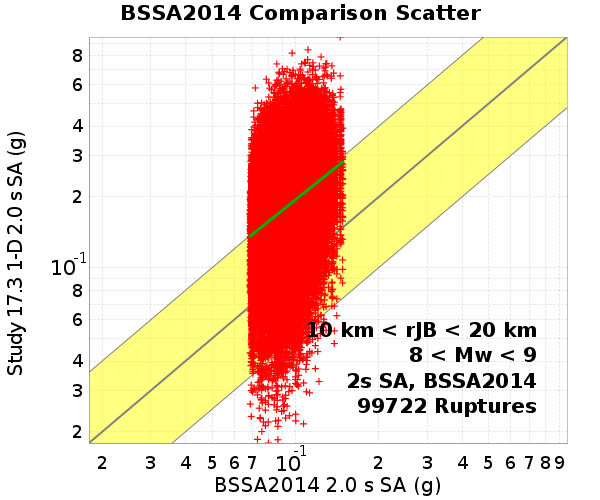 BSSA2014 Comparison Scatter
Study 17.3 1-D 2.0 s SA (g)
8
6
4
3
2
10-1
8
6
4
3
2
10 km < rJB < 20 km
8 < Mw < 9
2s SA, BSSA2014
99722 Ruptures
2 3 4 5 6 7 10-1 2 3 4 5 6 7 8 9
BSSA2014 2.0 s SA (g)